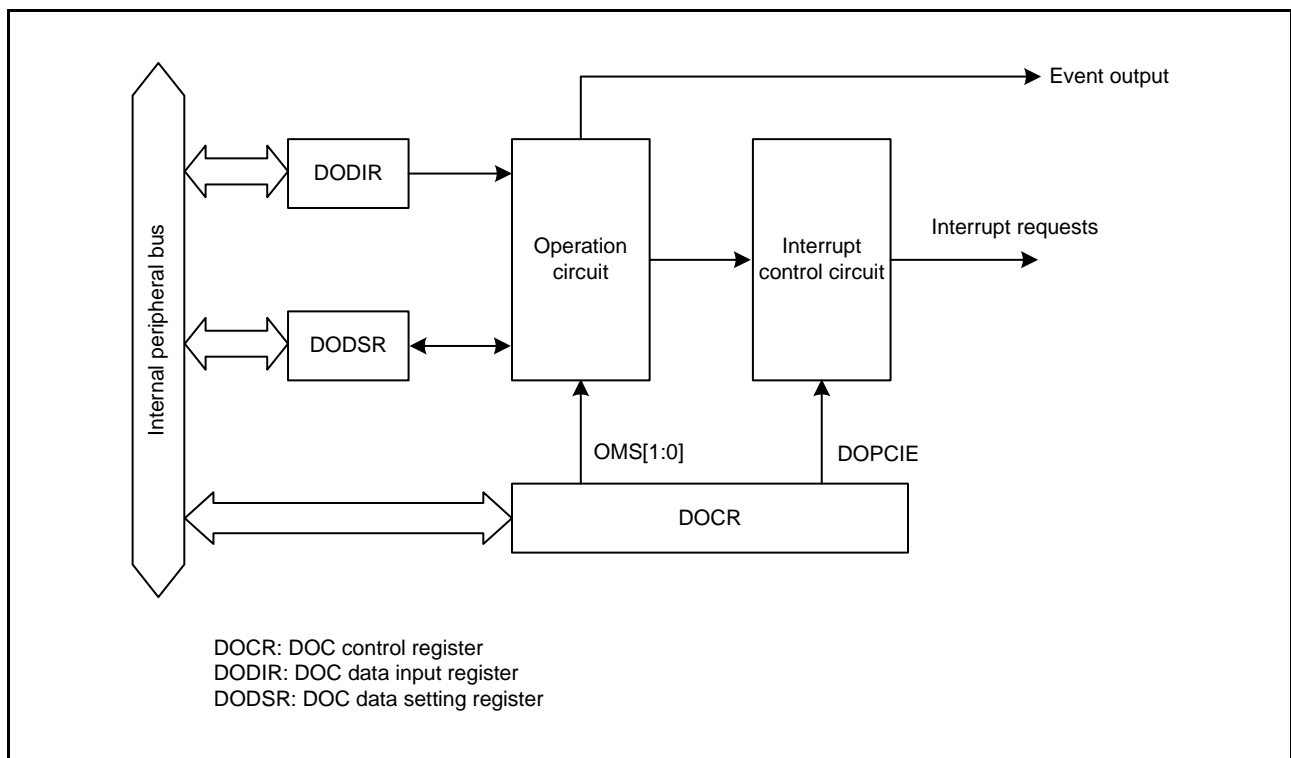 Event output
DODIR
Interrupt requests
Operation
circuit
Interrupt
control circuit
Internal peripheral bus
DODSR
OMS[1:0]
DOPCIE
DOCR
DOCR: DOC control register
DODIR: DOC data input register
DODSR: DOC data setting register